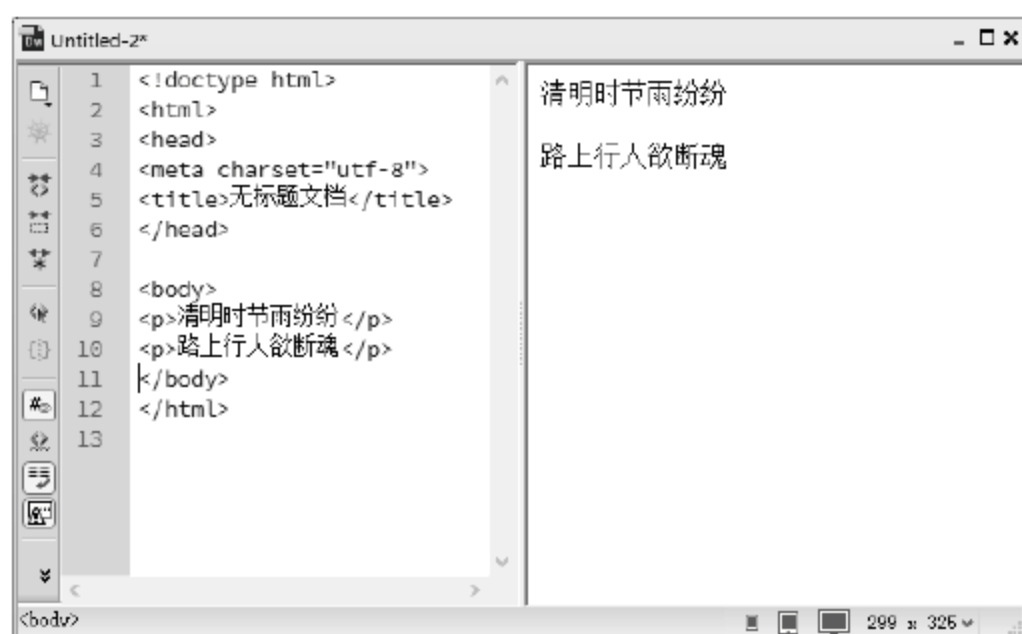 Untitled-2*
1 <!doctype html>
2 <html>
3 <head>
4 <meta charset="utf-8">
5 <title>无标题文档</title>
6 </head>
7
8 <body>
9 <p>清明时节雨纷纷</p>
10 <p>路上行人欲断魂</p>
11 </body>
12 </html>
13
清明时节雨纷纷
路上行人欲断魂
<body>
299 x 325